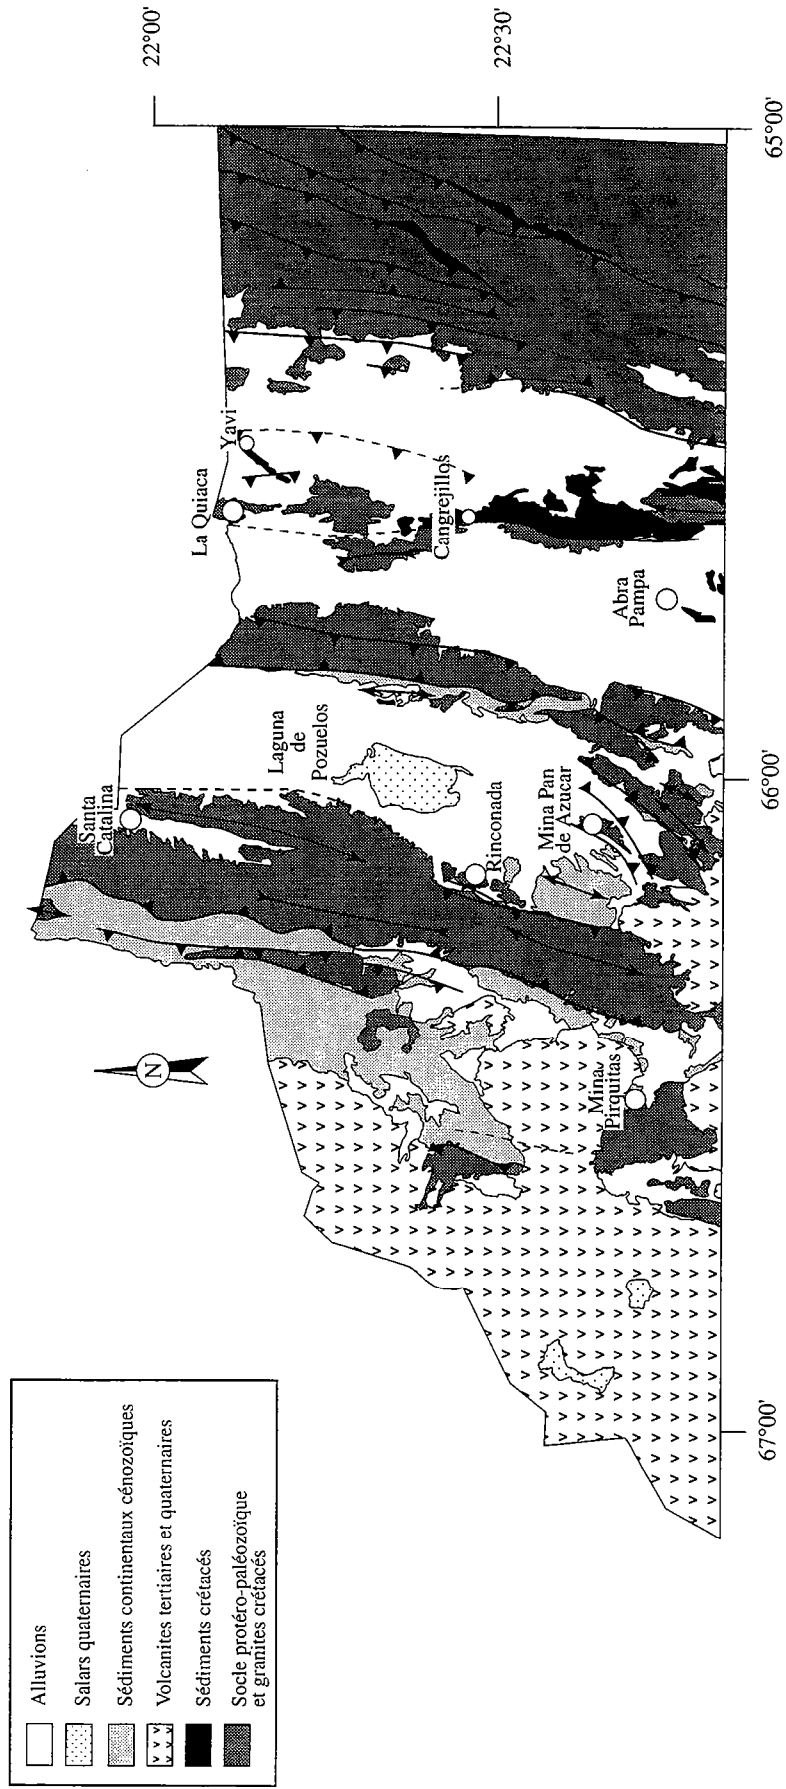 Alluvions
Salars quaternaires
Sédiments continentaux cénozoïques
Volcanites tertiaires et quaternaires
Sédiments crétacés
Socle protéro-paléozoïque
et granites crétacés
N
Santa
Catalina
La Quiaca
Yavi
Laguna
de
Pozuelos
Cangrejillos
Rinconada
Mina Pan
de Azucar
Abra
Pampa
Mina
Pirquitas
22°00'
22°30'
67°00'
66°00'
65°00'